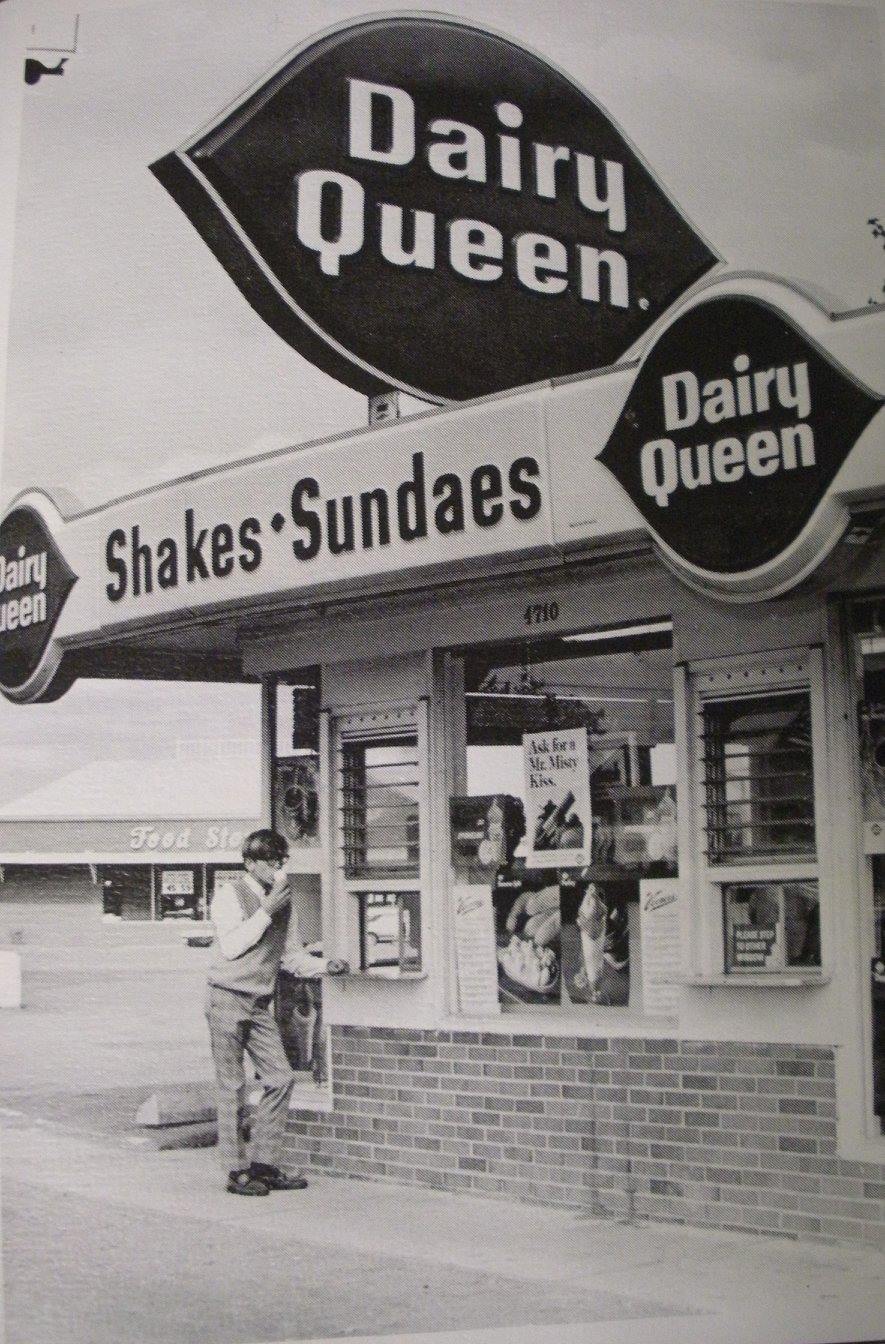 Dairy
Queen.
Dairy
Queen
Shakes • Sundaes
Dairy
Queen
4710
Ask for a
Mr. Misty
Kiss.
Food Sto